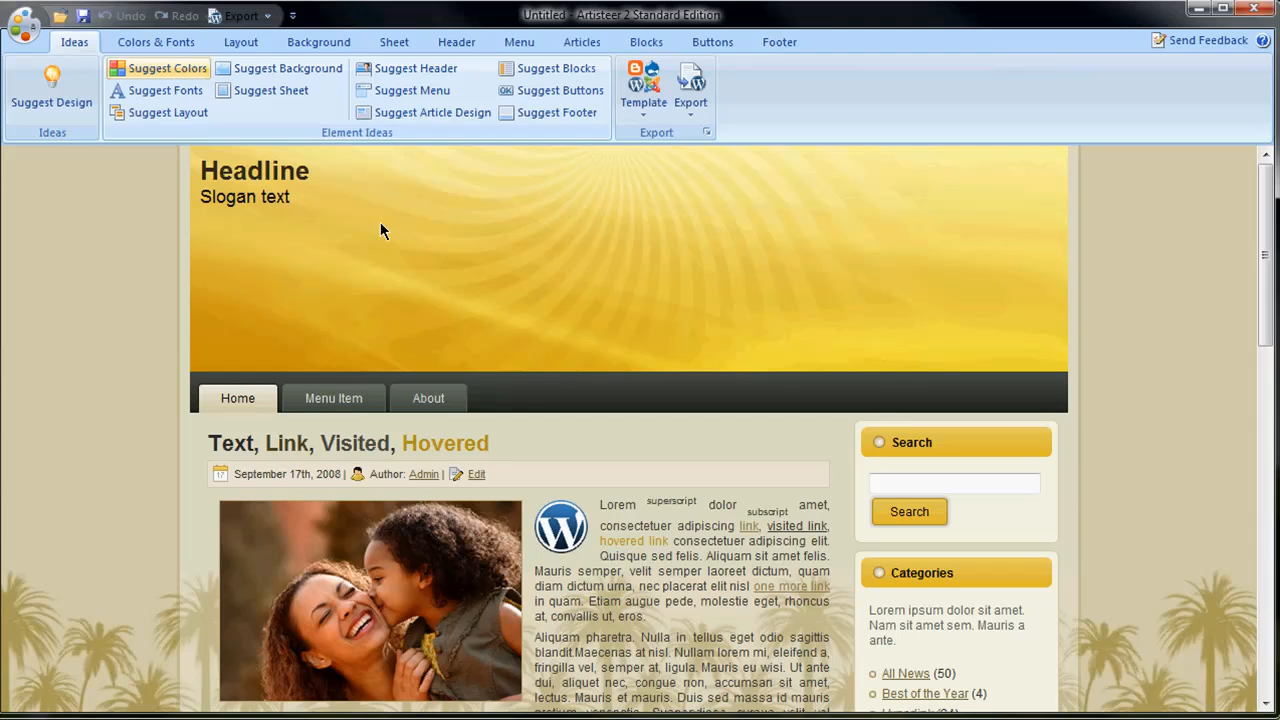 Undo Redo Export Untitled - Artisteer 2 Standard Edition
Ideas Colors & Fonts Layout Background Sheet Header Menu Articles Blocks Buttons Footer Send Feedback
Suggest Design
Ideas
Suggest Colors Suggest Background
Suggest Fonts Suggest Sheet
Suggest Layout
Suggest Header Suggest Blocks
Suggest Menu OK Suggest Buttons
Suggest Article Design Suggest Footer
Element Ideas
Template Export
Export
Headline
Slogan text
Home Menu Item About
Text, Link, Visited, Hovered
17 September 17th, 2008 | Author: Admin | Edit
Lorem superscript dolor subscript amet,
consectetuer adipiscing link, visited link,
hovered link consectetuer adipiscing elit.
Quisque sed felis. Aliquam sit amet felis.
Mauris semper, velit semper laoreet dictum, quam
diam dictum urna, nec placerat elit nisl one more link
in quam. Etiam augue pede, molestie eget, rhoncus
at, convallis ut, eros.
Aliquam pharetra. Nulla in tellus eget odio sagittis
blandit.Maecenas at nisl. Nullam lorem mi, eleifend a,
fringilla vel, semper at, ligula. Mauris eu wisi. Ut ante
dui, aliquet nec, congue non, accumsan sit amet,
lectus. Mauris et mauris. Duis sed massa id mauris
Search
Search
Categories
Lorem ipsum dolor sit amet.
Nam sit amet sem. Mauris a
ante.
All News (50)
Best of the Year (4)